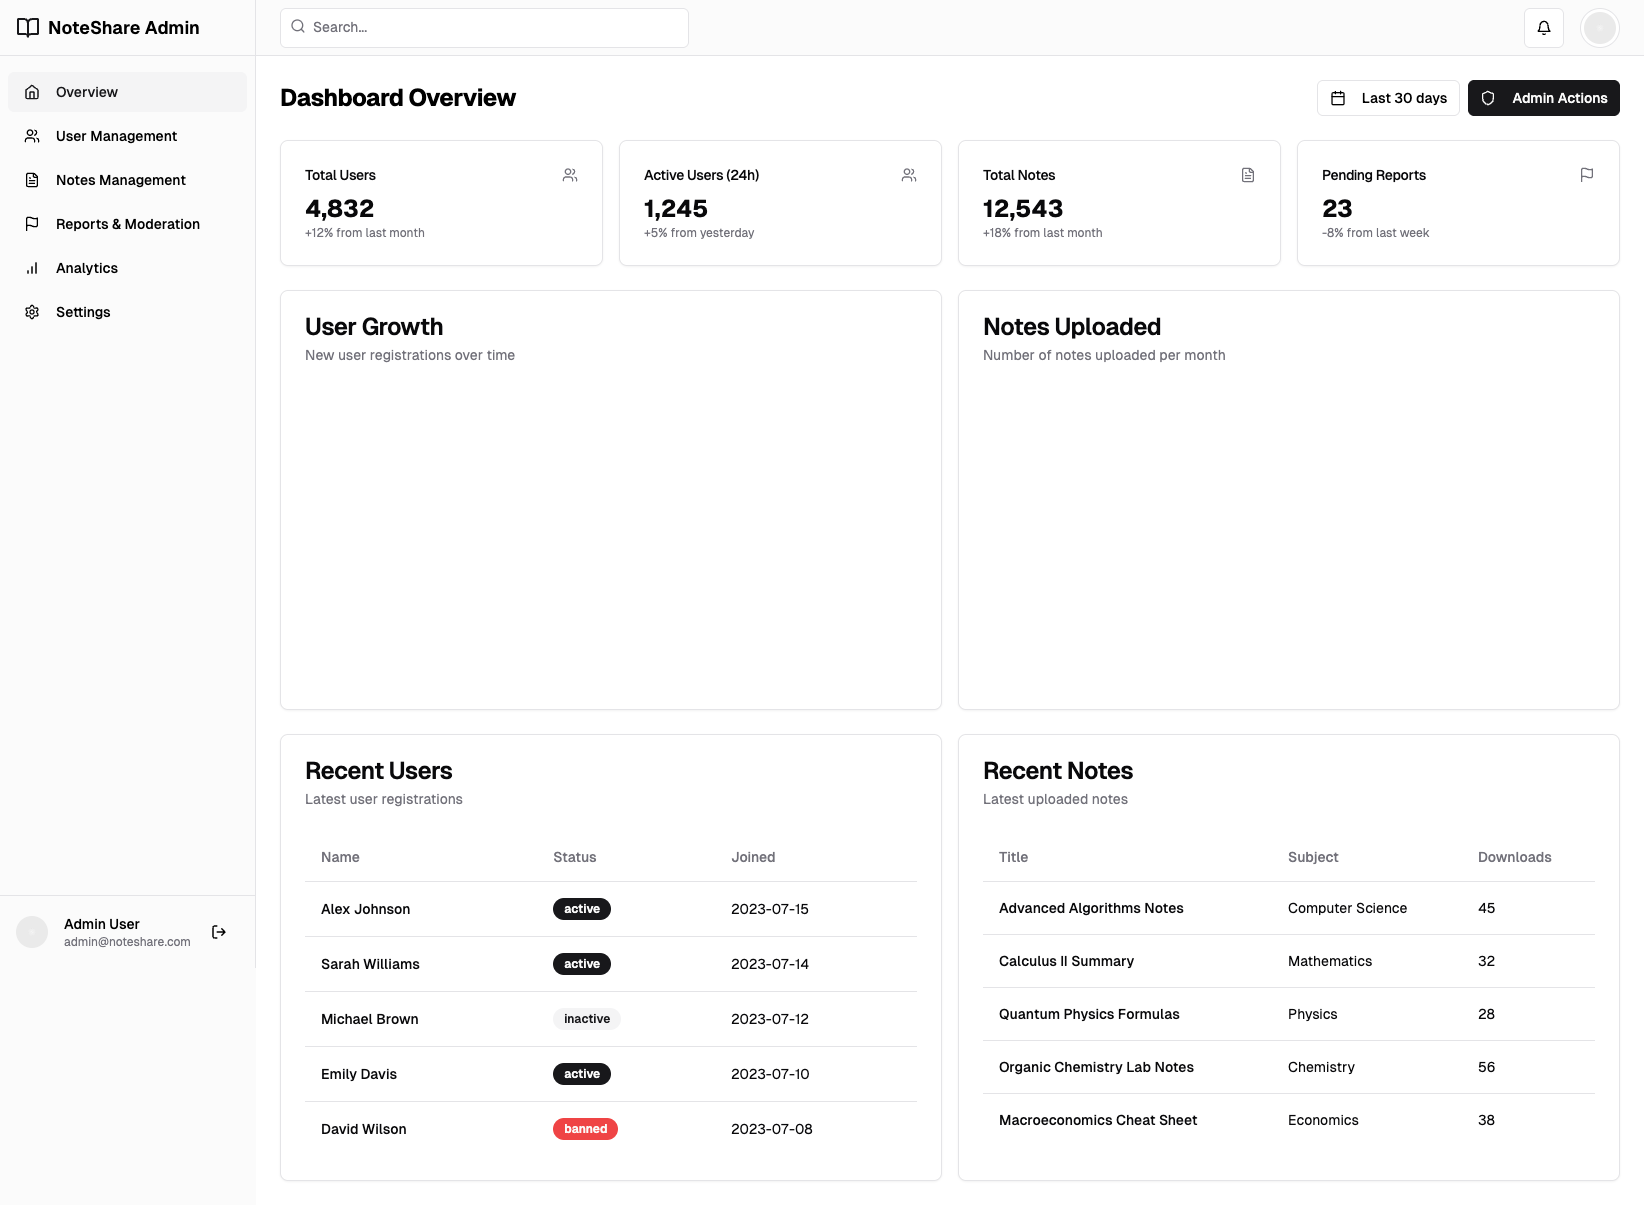 NoteShare Admin
Search...
Overview
User Management
Notes Management
Reports & Moderation
Analytics
Settings
Admin User
admin@noteshare.com
Dashboard Overview
Last 30 days
Admin Actions
Total Users
4,832
+12% from last month
Active Users (24h)
1,245
+5% from yesterday
Total Notes
12,543
+18% from last month
Pending Reports
23
-8% from last week
User Growth
New user registrations over time
Notes Uploaded
Number of notes uploaded per month
Recent Users
Latest user registrations
Name Status Joined
Alex Johnson active 2023-07-15
Sarah Williams active 2023-07-14
Michael Brown inactive 2023-07-12
Emily Davis active 2023-07-10
David Wilson banned 2023-07-08
Recent Notes
Latest uploaded notes
Title Subject Downloads
Advanced Algorithms Notes Computer Science 45
Calculus II Summary Mathematics 32
Quantum Physics Formulas Physics 28
Organic Chemistry Lab Notes Chemistry 56
Macroeconomics Cheat Sheet Economics 38